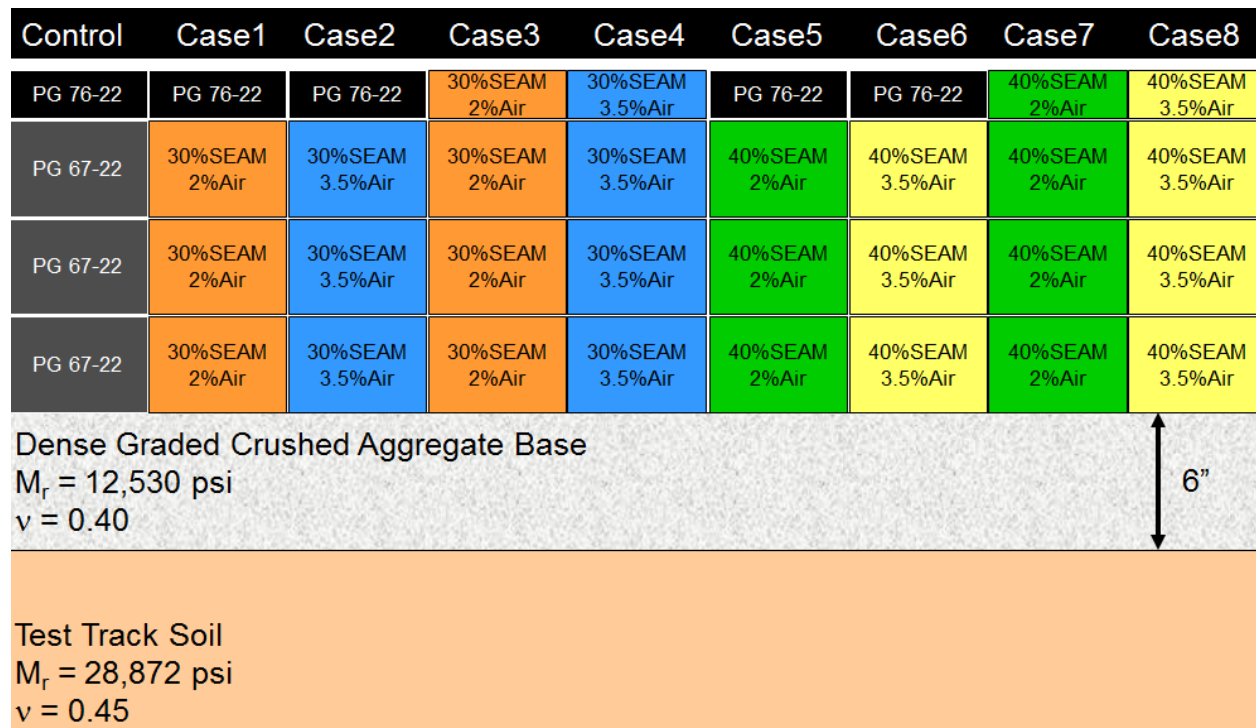 Control Case1 Case2 Case3 Case4 Case5 Case6 Case7 Case8
PG 76-22 PG 76-22 PG 76-22 30%SEAM 30%SEAM PG 76-22 PG 76-22 40%SEAM 40%SEAM
2%Air 3.5%Air 2%Air 3.5%Air
PG 67-22 30%SEAM 30%SEAM 30%SEAM 30%SEAM 40%SEAM 40%SEAM 40%SEAM 40%SEAM
2%Air 3.5%Air 2%Air 3.5%Air 2%Air 3.5%Air 2%Air 3.5%Air
PG 67-22 30%SEAM 30%SEAM 30%SEAM 30%SEAM 40%SEAM 40%SEAM 40%SEAM 40%SEAM
2%Air 3.5%Air 2%Air 3.5%Air 2%Air 3.5%Air 2%Air 3.5%Air
PG 67-22 30%SEAM 30%SEAM 30%SEAM 30%SEAM 40%SEAM 40%SEAM 40%SEAM 40%SEAM
2%Air 3.5%Air 2%Air 3.5%Air 2%Air 3.5%Air 2%Air 3.5%Air
Dense Graded Crushed Aggregate Base
Mr = 12,530 psi
6”
ν = 0.40
Test Track Soil
Mr = 28,872 psi
ν = 0.45